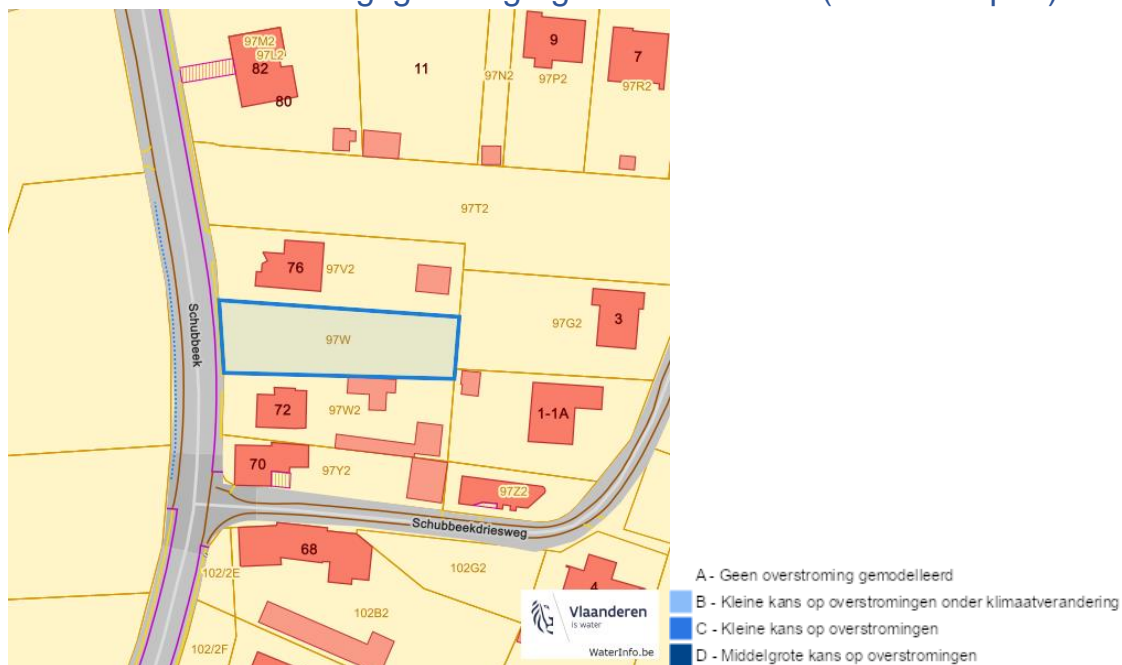 97M2
97L2
82
80
11
97N2
9
97P2
7
97R2
97T2
76
97V2
Schubbeek
97W
97G2
3
72
97W2
1-1A
70
97Y2
97Z2
Schubbeekdriesweg
68
102/2E
102G2
4
102B2
102/2F
Vlaanderen
is water
WaterInfo.be
A - Geen overstroming gemodelleerd
B - Kleine kans op overstromingen onder klimaatverandering
C - Kleine kans op overstromingen
D - Middelgrote kans op overstromingen